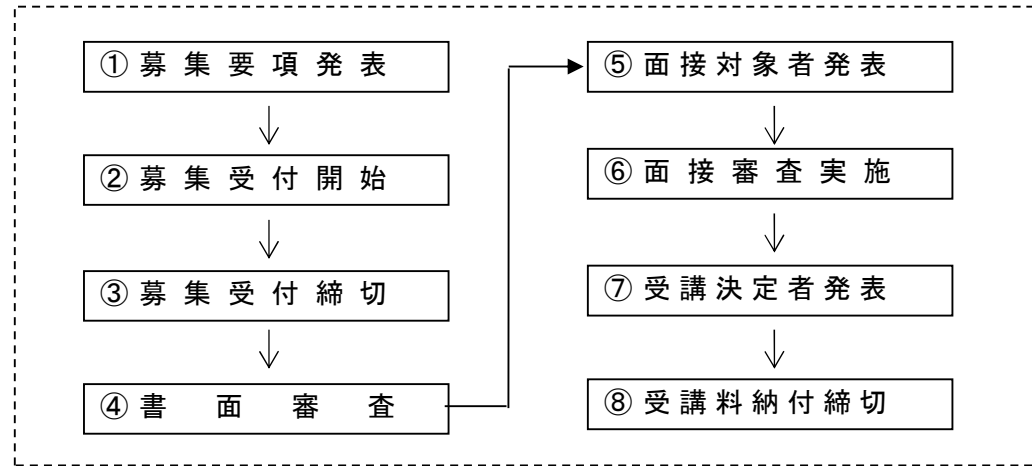 ①募集要項発表
②募集受付開始
③募集受付締切
④書面審査
⑤面接対象者発表
⑥面接審査実施
⑦受講決定者発表
⑧受講料納付締切